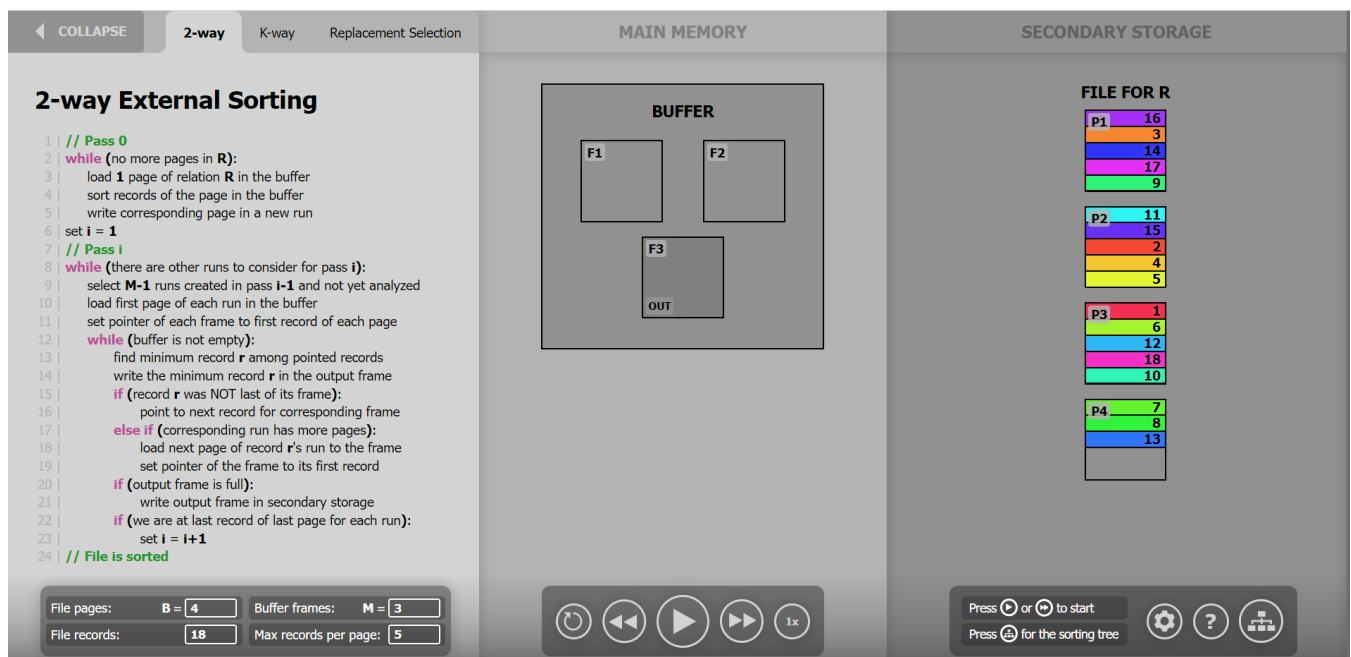 COLLAPSE
2-way
K-way
Replacement Selection
2-way External Sorting
1 | // Pass 0
2 | while (no more pages in R):
3 | load 1 page of relation R in the buffer
4 | sort records of the page in the buffer
5 | write corresponding page in a new run
6 | set i = 1
7 | // Pass i
8 | while (there are other runs to consider for pass i):
9 | select M-1 runs created in pass i-1 and not yet analyzed
10 | load first page of each run in the buffer
11 | set pointer of each frame to first record of each page
12 | while (buffer is not empty):
13 | find minimum record r among pointed records
14 | write the minimum record r in the output frame
15 | if (record r was NOT last of its frame):
16 | point to next record for corresponding frame
17 | else if (corresponding run has more pages):
18 | load next page of record r's run to the frame
19 | set pointer of the frame to its first record
20 | if (output frame is full):
21 | write output frame in secondary storage
22 | if (we are at last record of last page for each run):
23 | set i = i+1
24 | // File is sorted
File pages: B = 4
Buffer frames: M = 3
File records: 18
Max records per page: 5
MAIN MEMORY
BUFFER
F1
F2
F3
OUT
1x
SECONDARY STORAGE
FILE FOR R
P1 16
3
14
17
9
P2 11
15
2
4
5
P3 1
6
12
18
10
P4 7
8
13
Press or to start
Press for the sorting tree
?